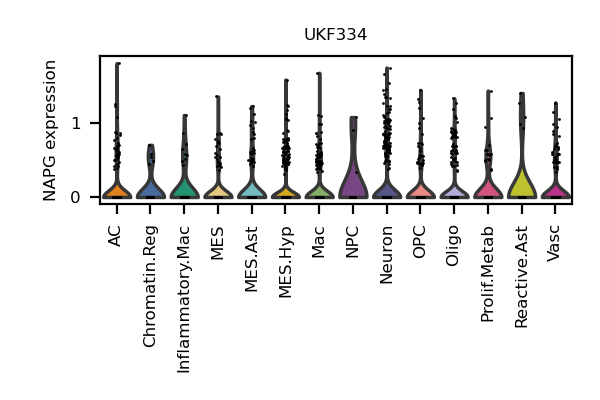 UKF334
NAPG expression
1
0
AC
Chromatin.Reg
Inflammatory.Mac
MES
MES.Ast
MES.Hyp
Mac
NPC
Neuron
OPC
Oligo
Prolif.Metab
Reactive.Ast
Vasc